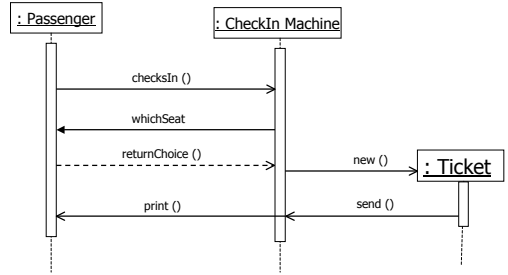 : Passenger
: CheckIn Machine
checksIn ()
whichSeat
returnChoice ()
new ()
: Ticket
print ()
send ()